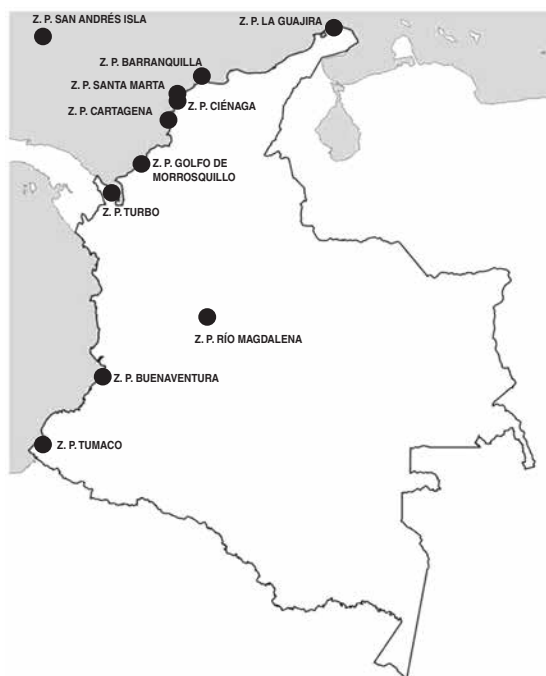 Z. P. SAN ANDRÉS ISLA
Z. P. LA GUAJIRA
Z. P. BARRANQUILLA
Z. P. SANTA MARTA
Z. P. CIÉNAGA
Z. P. CARTAGENA
Z. P. GOLFO DE
MORROSQUILLO
Z. P. TURBO
Z. P. RÍO MAGDALENA
Z. P. BUENAVENTURA
Z. P. TUMACO